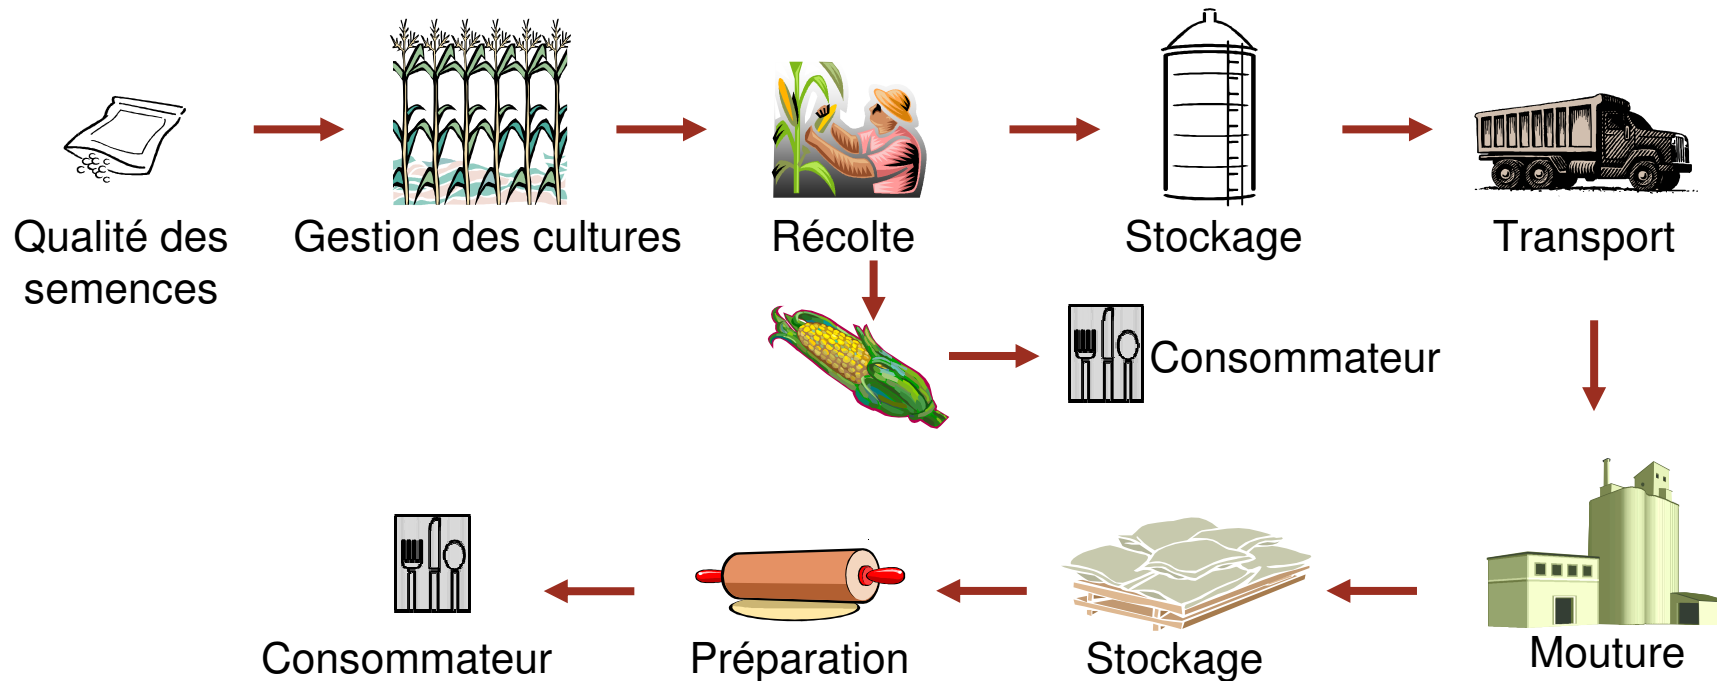 Qualité des
semences
Gestion des cultures
Récolte
Stockage
Transport
Consommateur
Mouture
Stockage
Préparation
Consommateur